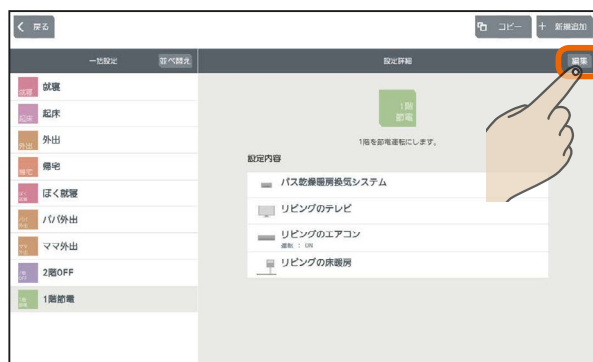 戻る
コピー
新規追加
一括設定
並べ替え
設定詳細
編集
就寝
就寝
起床
起床
外出
外出
帰宅
ぼく就寝
パパ外出
ママ外出
2階OFF
1階節電
1階
節電
1階を節電運転にします。
設定内容
バス乾燥暖房換気システム
リビングのテレビ
リビングのエアコン
運転 : ON
リビングの床暖房